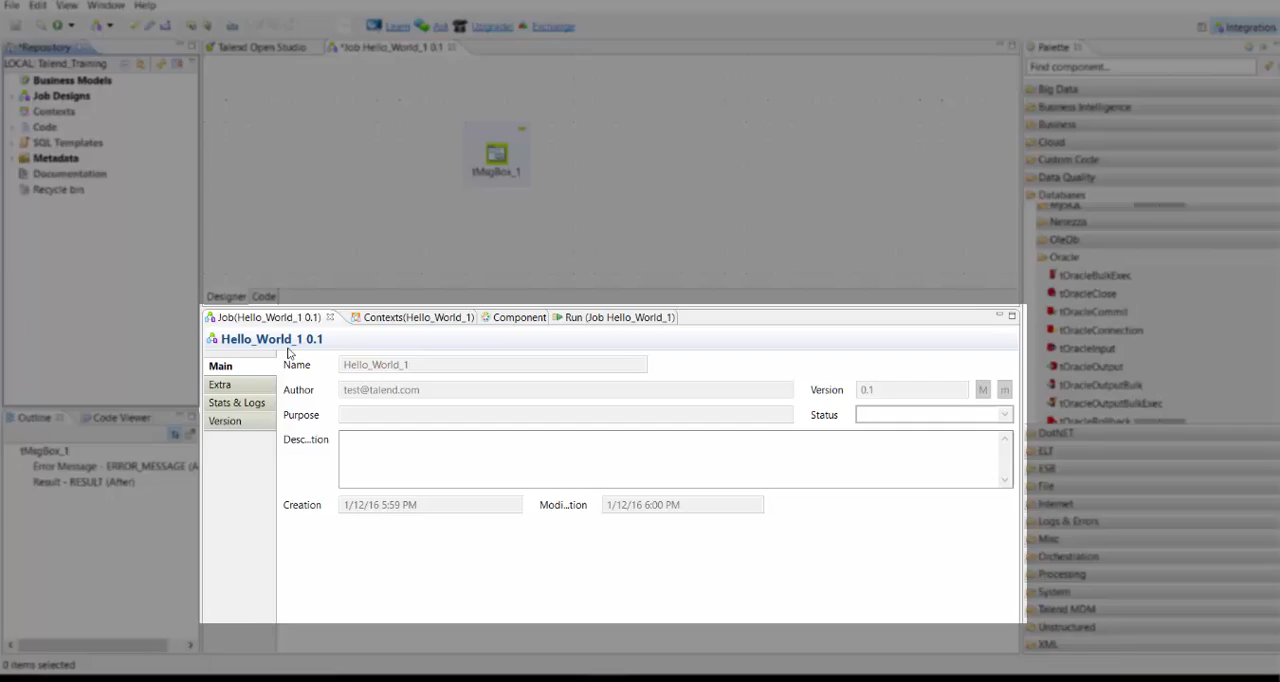 File Edit View Window Help
Learn Ask Upgrade! Exchange
Integration
*Repository
LOCAL: Talend_Training
Business Models
Job Designs
Contexts
Code
SQL Templates
Metadata
Documentation
Recycle bin
Outline Code Viewer
tMsgBox_1
Error Message - ERROR_MESSAGE (A
Result - RESULT (After)
0 items selected
Talend Open Studio *Job Hello_World_1 0.1
tMsgBox_1
Designer Code
Job(Hello_World_1 0.1) Contexts(Hello_World_1) Component Run (Job Hello_World_1)
Hello_World_1 0.1
Main
Extra
Stats & Logs
Version
Name Hello_World_1
Author test@talend.com Version 0.1 M m
Purpose Status
Desc...tion
Creation 1/12/16 5:59 PM Modi...tion 1/12/16 6:00 PM
Palette
Find component...
Big Data
Business Intelligence
Business
Cloud
Custom Code
Data Quality
Databases
MySQL
Netezza
OleDb
Oracle
tOracleBulkExec
tOracleClose
tOracleCommit
tOracleConnection
tOracleInput
tOracleOutput
tOracleOutputBulk
tOracleOutputBulkExec
tOracleRollback
DotNET
ELT
ESB
File
Internet
Logs & Errors
Misc
Orchestration
Processing
System
Talend MDM
Unstructured
XML